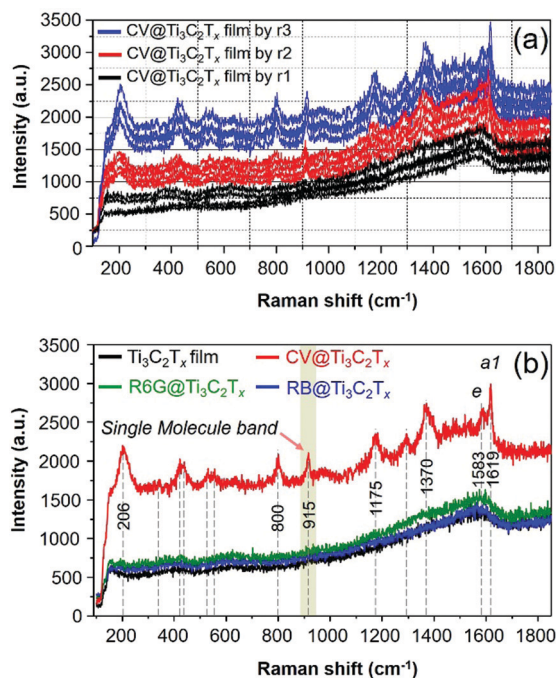 3500
3000
2500
2000
1500
1000
500
0
Intensity (a.u.)
CV@Ti₃C₂Tₓ film by r3
CV@Ti₃C₂Tₓ film by r2
CV@Ti₃C₂Tₓ film by r1
(a)
200 400 600 800 1000 1200 1400 1600 1800
Raman shift (cm⁻¹)
3500
3000
2500
2000
1500
1000
500
0
Intensity (a.u.)
Ti₃C₂Tₓ film CV@Ti₃C₂Tₓ (b)
R6G@Ti₃C₂Tₓ RB@Ti₃C₂Tₓ a1
e
Single Molecule band
206
800
915
1175
1370
1583
1619
200 400 600 800 1000 1200 1400 1600 1800
Raman shift (cm⁻¹)